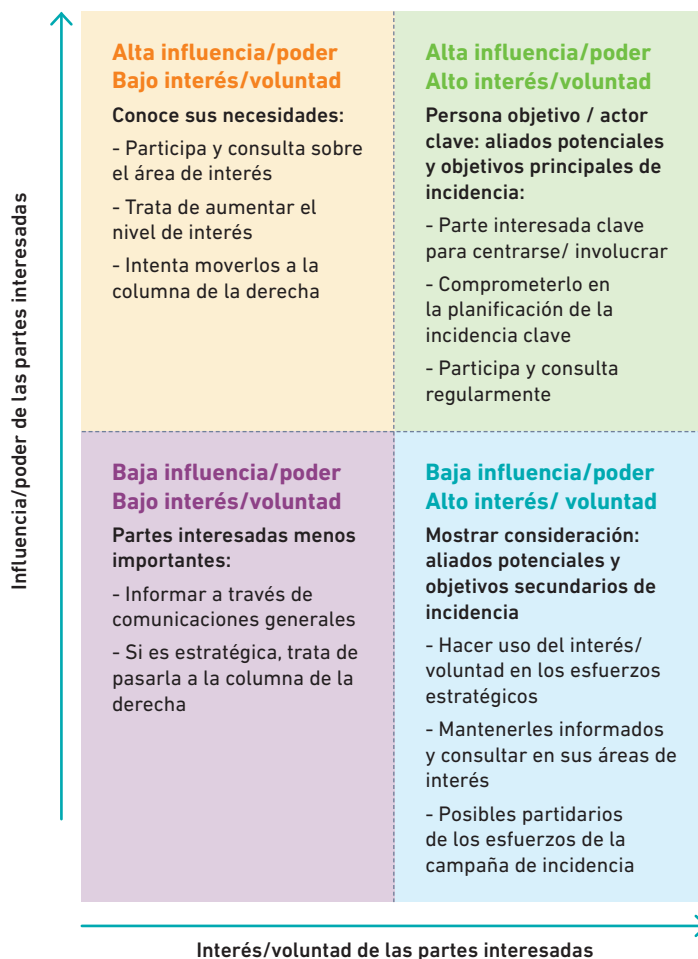 Influencia/poder de las partes interesadas
Alta influencia/poder
Bajo interés/voluntad
Conoce sus necesidades:
- Participa y consulta sobre
el área de interés
- Trata de aumentar el
nivel de interés
- Intenta moverlos a la
columna de la derecha
Alta influencia/poder
Alto interés/voluntad
Persona objetivo / actor
clave: aliados potenciales
y objetivos principales de
incidencia:
- Parte interesada clave
para centrarse/ involucrar
- Comprometerlo en
la planificación de la
incidencia clave
- Participa y consulta
regularmente
Baja influencia/poder
Bajo interés/voluntad
Partes interesadas menos
importantes:
- Informar a través de
comunicaciones generales
- Si es estratégica, trata de
pasarla a la columna de la
derecha
Baja influencia/poder
Alto interés/ voluntad
Mostrar consideración:
aliados potenciales y
objetivos secundarios de
incidencia
- Hacer uso del interés/
voluntad en los esfuerzos
estratégicos
- Mantenerles informados
y consultar en sus áreas de
interés
- Posibles partidarios
de los esfuerzos de la
campaña de incidencia
Interés/voluntad de las partes interesadas